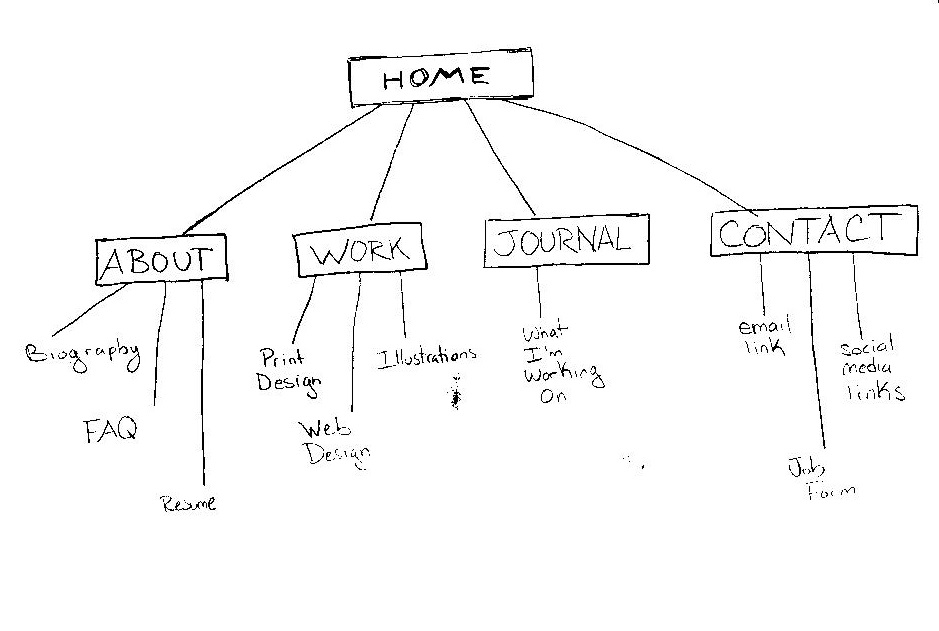 HOME
ABOUT
WORK
JOURNAL
CONTACT
Biography
FAQ
Resume
Print
Design
Web
Design
Illustrations
What
I'm
Working
On
email
link
Job
Form
social
media
links